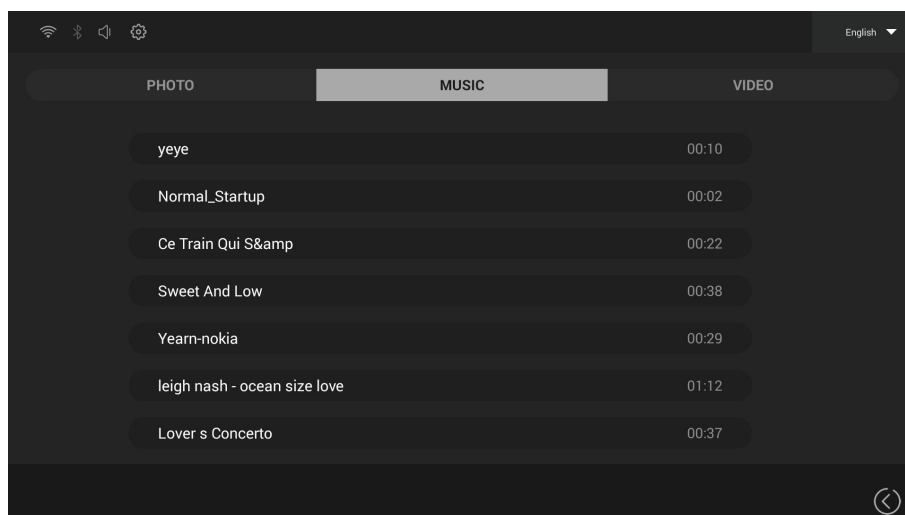 English
PHOTO MUSIC VIDEO
yeye 00:10
Normal_Startup 00:02
Ce Train Qui S&amp 00:22
Sweet And Low 00:38
Yearn-nokia 00:29
leigh nash - ocean size love 01:12
Lover s Concerto 00:37